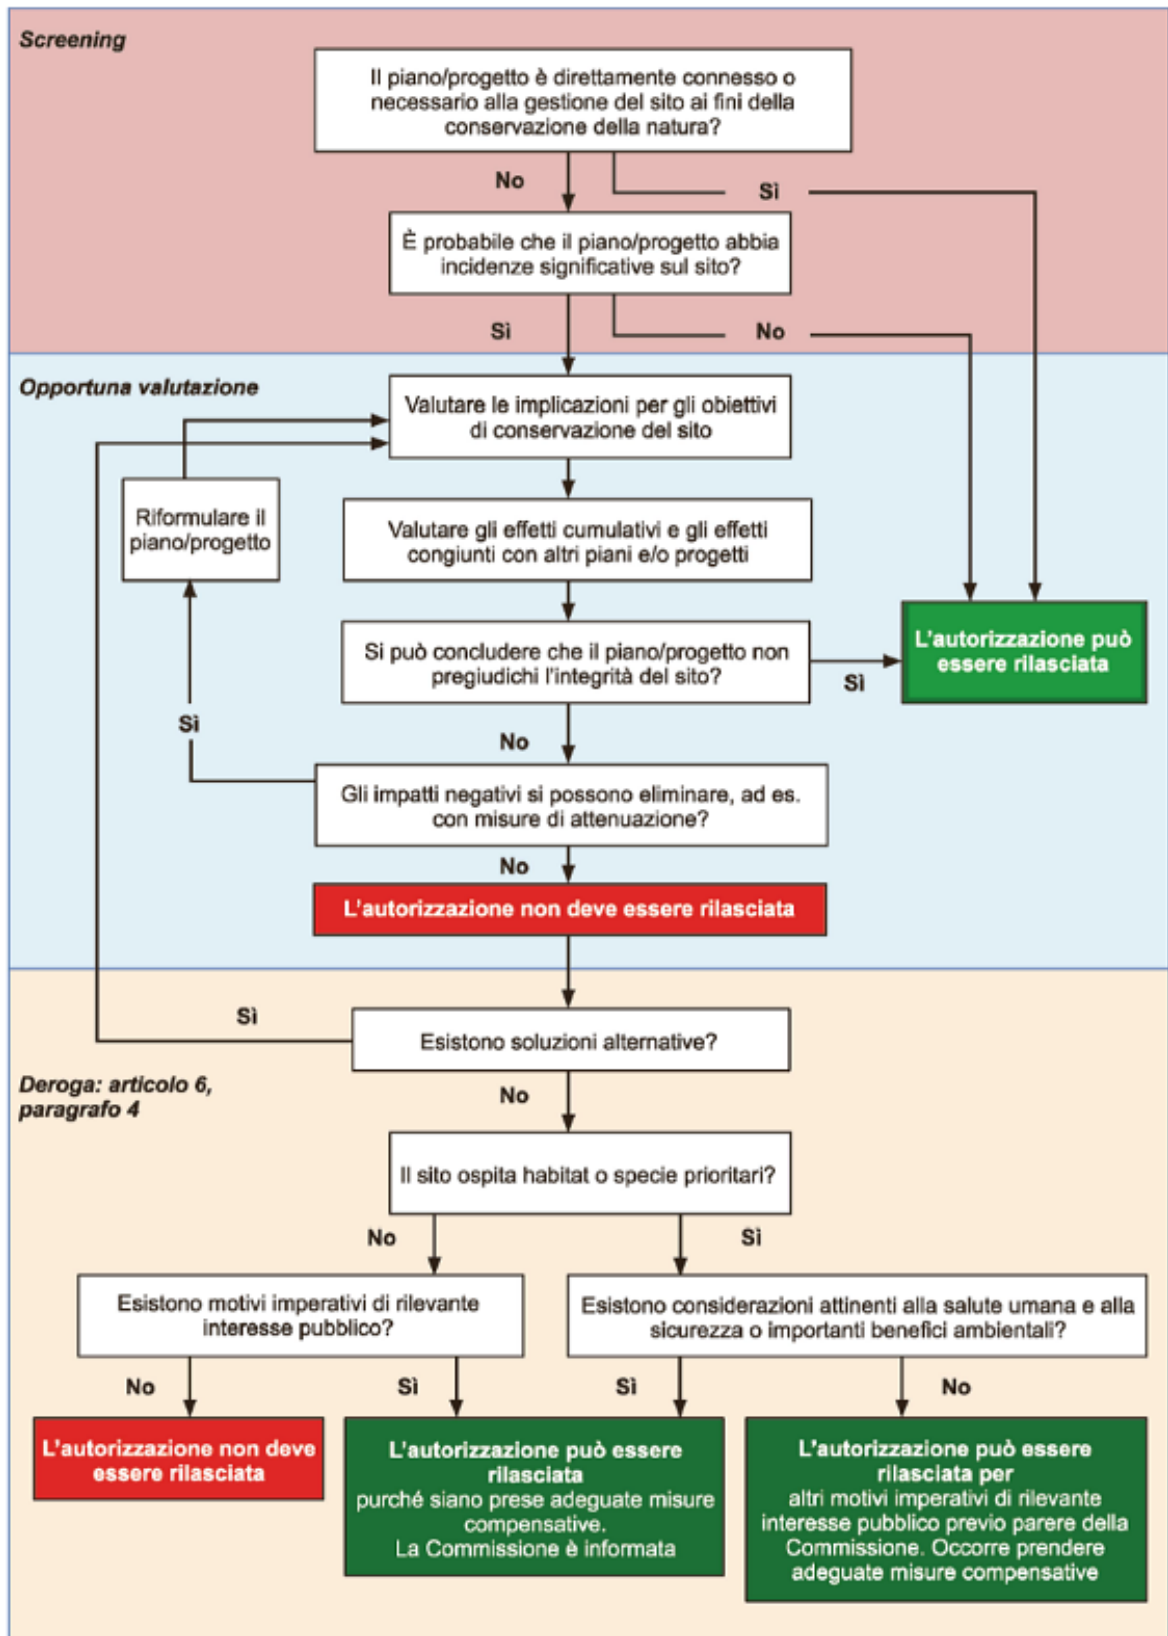 Screening
Il piano/progetto è direttamente connesso o
necessario alla gestione del sito ai fini della
conservazione della natura?
No
Sì
È probabile che il piano/progetto abbia
incidenze significative sul sito?
Sì
No
Opportuna valutazione
Valutare le implicazioni per gli obiettivi
di conservazione del sito
Riformulare il
piano/progetto
Valutare gli effetti cumulativi e gli effetti
congiunti con altri piani e/o progetti
L'autorizzazione può
essere rilasciata
Si può concludere che il piano/progetto non
pregiudichi l'integrità del sito?
Sì
Sì
No
Gli impatti negativi si possono eliminare, ad es.
con misure di attenuazione?
No
L'autorizzazione non deve essere rilasciata
Sì
Esistono soluzioni alternative?
Deroga: articolo 6,
paragrafo 4
No
Il sito ospita habitat o specie prioritari?
No
Sì
Esistono motivi imperativi di rilevante
interesse pubblico?
Esistono considerazioni attinenti alla salute umana e alla
sicurezza o importanti benefici ambientali?
No
Sì
Sì
No
L'autorizzazione non deve
essere rilasciata
L'autorizzazione può essere
rilasciata
purché siano prese adeguate misure
compensative.
La Commissione è informata
L'autorizzazione può essere
rilasciata per
altri motivi imperativi di rilevante
interesse pubblico previo parere della
Commissione. Occorre prendere
adeguate misure compensative